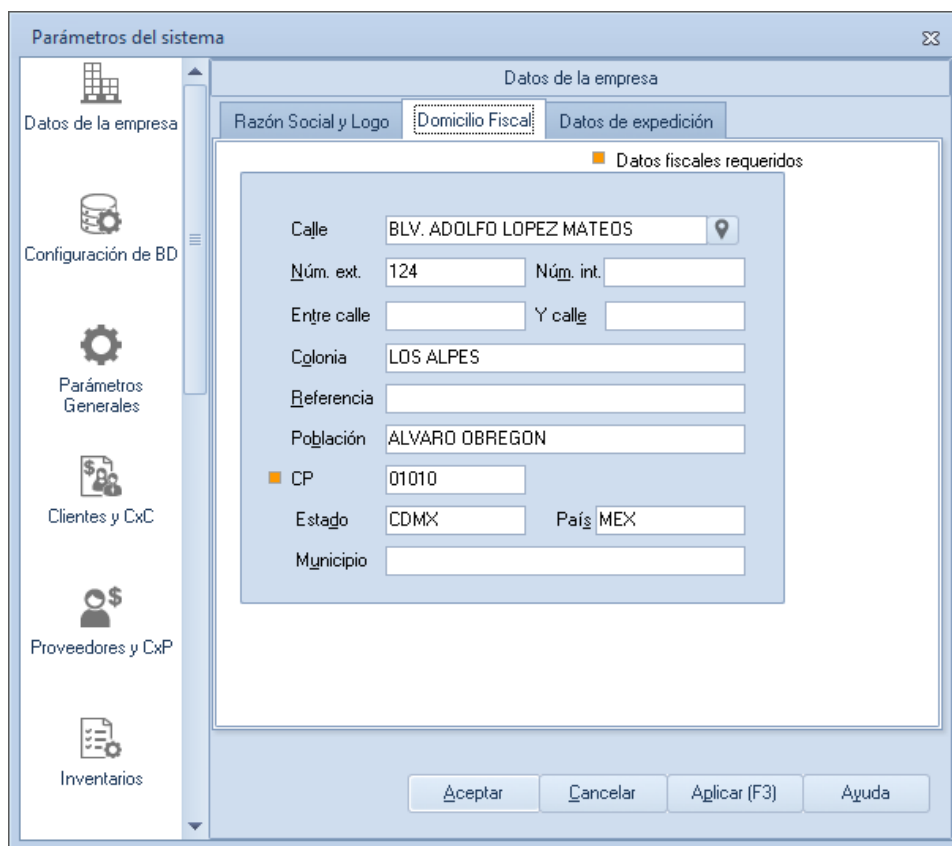 Parámetros del sistema
Datos de la empresa
Configuración de BD
Parámetros
Generales
Clientes y CxC
Proveedores y CxP
Inventarios
Datos de la empresa
Razón Social y Logo
Domicilio Fiscal
Datos de expedición
Datos fiscales requeridos
Calle BLV. ADOLFO LOPEZ MATEOS
Núm. ext. 124 Núm. int.
Entre calle Y calle
Colonia LOS ALPES
Referencia
Población ALVARO OBREGON
CP 01010
Estado CDMX País MEX
Municipio
Aceptar Cancelar Aplicar (F3) Ayuda